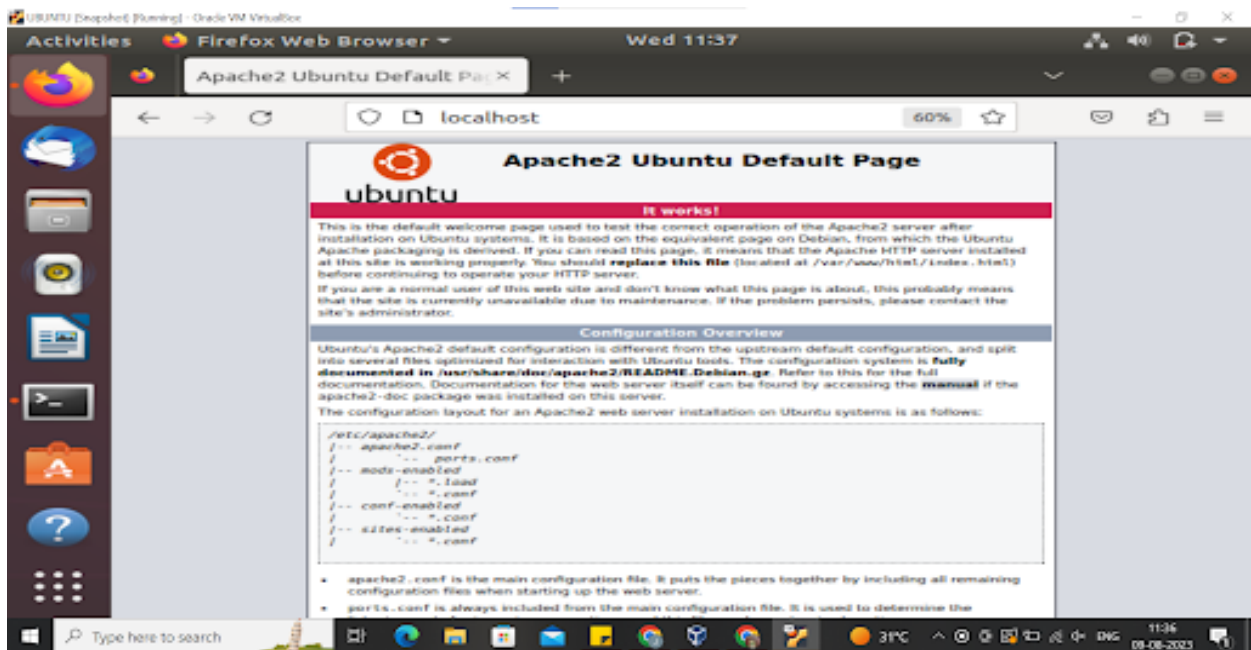 UBUNTU (Snapshot) [Running] - Oracle VM VirtualBox
Activities Firefox Web Browser Wed 11:37
Apache2 Ubuntu Default Pag
localhost 60%
ubuntu
Apache2 Ubuntu Default Page
It works!
This is the default welcome page used to test the correct operation of the Apache2 server after
installation on Ubuntu systems. It is based on the equivalent page on Debian, from which the Ubuntu
Apache packaging is derived. If you can read this page, it means that the Apache HTTP server installed
at this site is working properly. You should replace this file (located at /var/www/html/index.html)
before continuing to operate your HTTP server.
If you are a normal user of this web site and don't know what this page is about, this probably means
that the site is currently unavailable due to maintenance. If the problem persists, please contact the
site's administrator.
Configuration Overview
Ubuntu's Apache2 default configuration is different from the upstream default configuration, and split
into several files optimized for interaction with Ubuntu tools. The configuration system is fully
documented in /usr/share/doc/apache2/README.Debian.gz. Refer to this for the full
documentation. Documentation for the web server itself can be found by accessing the manual if the
apache2-doc package was installed on this server.
The configuration layout for an Apache2 web server installation on Ubuntu systems is as follows:
/etc/apache2/
|-- apache2.conf
|       `-- ports.conf
|-- mods-enabled
|       |-- *.load
|       `-- *.conf
|-- conf-enabled
|       `-- *.conf
|-- sites-enabled
|       `-- *.conf
• apache2.conf is the main configuration file. It puts the pieces together by including all remaining
configuration files when starting up the web server.
• ports.conf is always included from the main configuration file. It is used to determine the
Type here to search 31°C ENG 11:36
09-08-2023